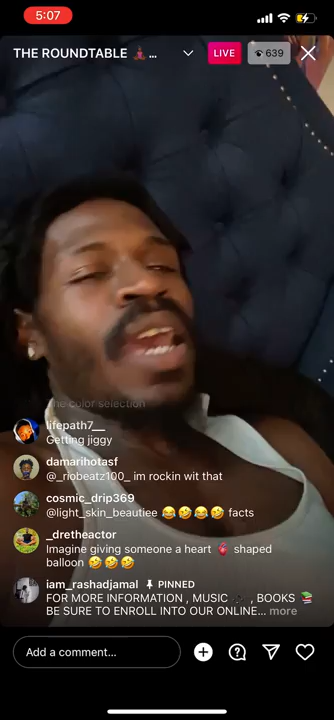 5:07
THE ROUNDTABLE 🧘🏾‍♂️...
LIVE
639
the color selection
lifepath7__
Getting jiggy
damarihotasf
@_riobeatz100_ im rockin wit that
cosmic_drip369
@light_skin_beautiee 😂🤣😂🤣 facts
_dretheactor
Imagine giving someone a heart 🫀 shaped
balloon 🤣🤣🤣
iam_rashadjamal PINNED
FOR MORE INFORMATION , MUSIC 🎶 , BOOKS 📚
BE SURE TO ENROLL INTO OUR ONLINE... more
Add a comment...